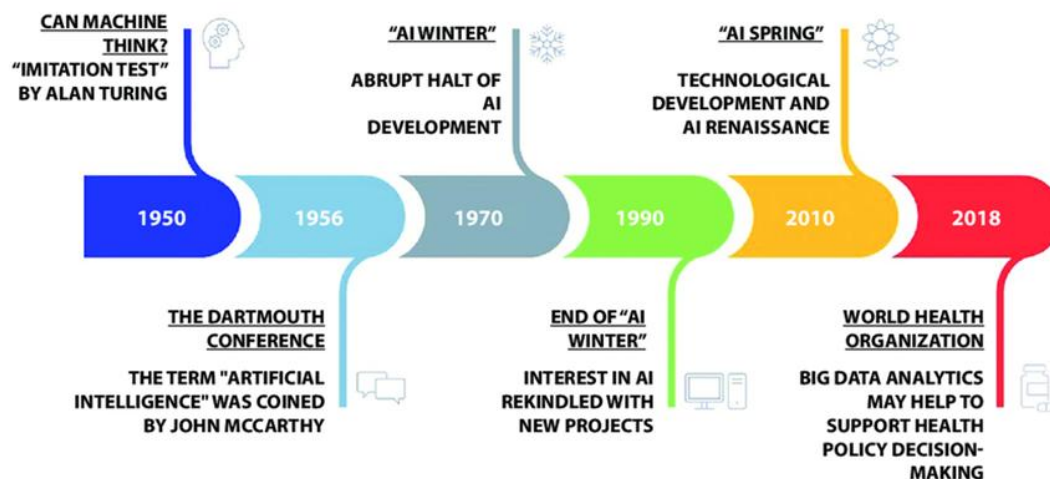 CAN MACHINE
THINK?
“IMITATION TEST”
BY ALAN TURING
“AI WINTER”
ABRUPT HALT OF
AI
DEVELOPMENT
“AI SPRING”
TECHNOLOGICAL
DEVELOPMENT AND
AI RENAISSANCE
1950
1956
1970
1990
2010
2018
THE DARTMOUTH
CONFERENCE
THE TERM "ARTIFICIAL
INTELLIGENCE" WAS COINED
BY JOHN MCCARTHY
END OF “AI
WINTER”
INTEREST IN AI
REKINDLED WITH
NEW PROJECTS
WORLD HEALTH
ORGANIZATION
BIG DATA ANALYTICS
MAY HELP TO
SUPPORT HEALTH
POLICY DECISION-
MAKING